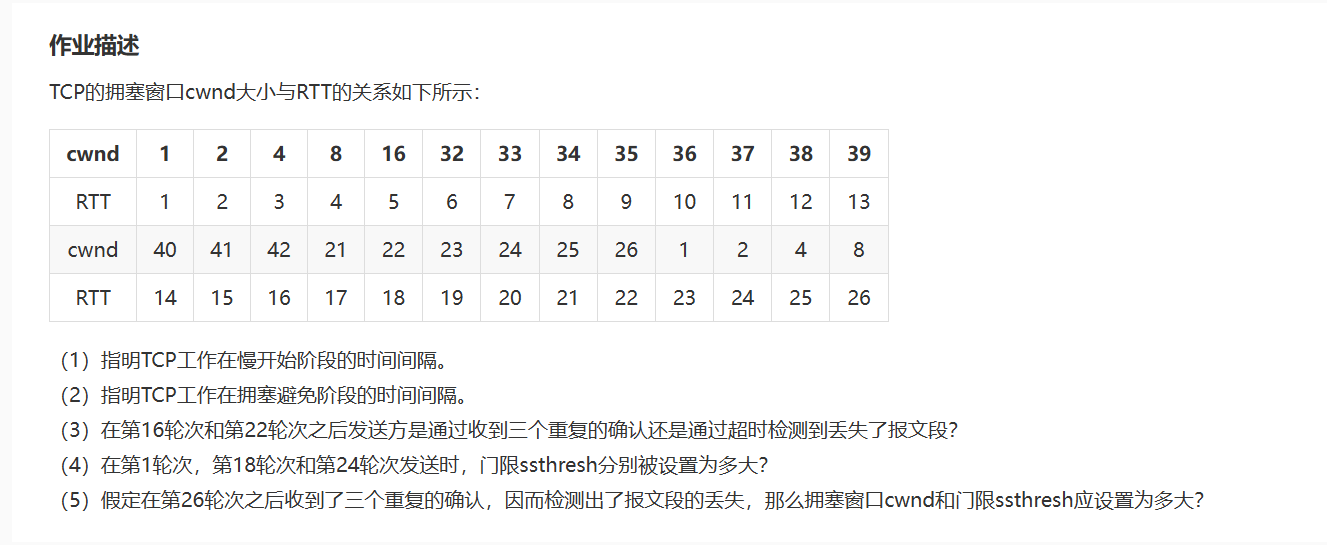 作业描述
TCP的拥塞窗口cwnd大小与RTT的关系如下所示：
cwnd 1 2 4 8 16 32 33 34 35 36 37 38 39
RTT 1 2 3 4 5 6 7 8 9 10 11 12 13
cwnd 40 41 42 21 22 23 24 25 26 1 2 4 8
RTT 14 15 16 17 18 19 20 21 22 23 24 25 26
（1）指明TCP工作在慢开始阶段的时间间隔。
（2）指明TCP工作在拥塞避免阶段的时间间隔。
（3）在第16轮次和第22轮次之后发送方是通过收到三个重复的确认还是通过超时检测到丢失了报文段？
（4）在第1轮次，第18轮次和第24轮次发送时，门限ssthresh分别被设置为多大？
（5）假定在第26轮次之后收到了三个重复的确认，因而检测出了报文段的丢失，那么拥塞窗口cwnd和门限ssthresh应设置为多大？